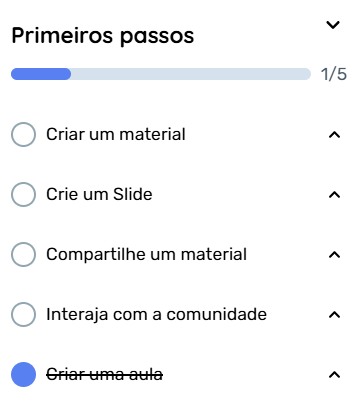 Primeiros passos
1/5
Criar um material
Crie um Slide
Compartilhe um material
Interaja com a comunidade
Criar uma aula